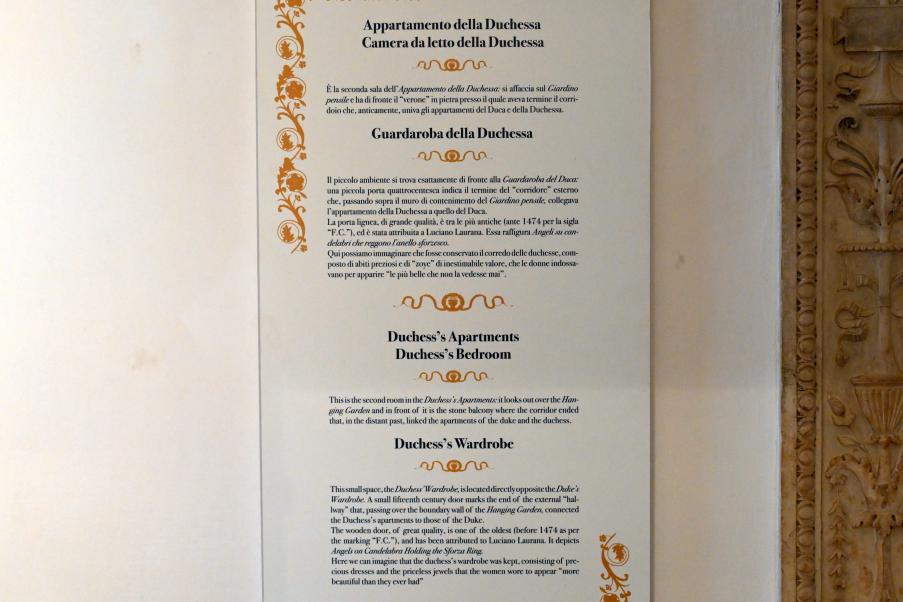 Appartamento della Duchessa
Camera da letto della Duchessa
È la seconda sala dell'Appartamento della Duchessa: si affaccia sul Giardino
pensile e ha di fronte il "verone" in pietra presso il quale aveva termine il corri-
doio che, anticamente, univa gli appartamenti del Duca e della Duchessa.
Guardaroba della Duchessa
Il piccolo ambiente si trova esattamente di fronte alla Guardaroba del Duca:
una piccola porta quattrocentesca indica il termine del "corridore" esterno
che, passando sopra il muro di contenimento del Giardino pensile, collegava
l'appartamento della Duchessa a quello del Duca.
La porta lignea, di grande qualità, è tra le più antiche (ante 1474 per la sigla
"F.C."), ed è stata attribuita a Luciano Laurana. Essa raffigura Angeli su can-
delabri che reggono l'anello sforzesco.
Qui possiamo immaginare che fosse conservato il corredo delle duchesse, com-
posto di abiti preziosi e di "zoye" di inestimabile valore, che le donne indossa-
vano per apparire "le più belle che non la vedesse mai".
Duchess's Apartments
Duchess's Bedroom
This is the second room in the Duchess's Apartments: it looks out over the Han-
ging Garden and in front of it is the stone balcony where the corridor ended
that, in the distant past, linked the apartments of the duke and the duchess.
Duchess's Wardrobe
This small space, the Duchess' Wardrobe, is located directly opposite the Duke's
Wardrobe. A small fifteenth century door marks the end of the external "hal-
lway" that, passing over the boundary wall of the Hanging Garden, connected
the Duchess's apartments to those of the Duke.
The wooden door, of great quality, is one of the oldest (before 1474 as per
the marking "F.C."), and has been attributed to Luciano Laurana. It depicts
Angels on Candelabra Holding the Sforza Ring.
Here we can imagine that the duchess's wardrobe was kept, consisting of pre-
cious dresses and the priceless jewels that the women wore to appear "more
beautiful than they ever had"